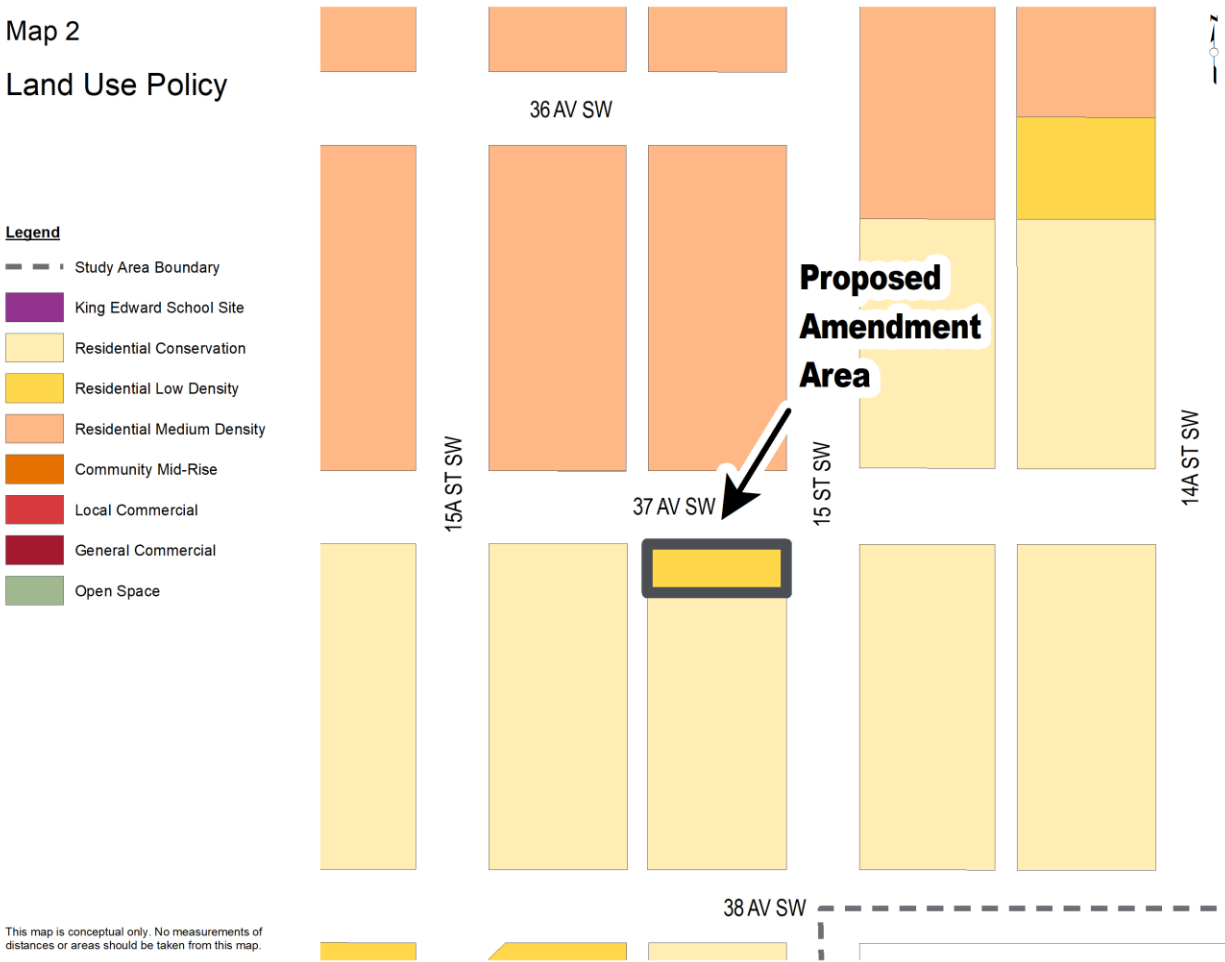 Map 2
Land Use Policy
Legend
Study Area Boundary
King Edward School Site
Residential Conservation
Residential Low Density
Residential Medium Density
Community Mid-Rise
Local Commercial
General Commercial
Open Space
This map is conceptual only. No measurements of
distances or areas should be taken from this map.
36 AV SW
Proposed
Amendment
Area
15A ST SW
37 AV SW
15 ST SW
14A ST SW
38 AV SW
N